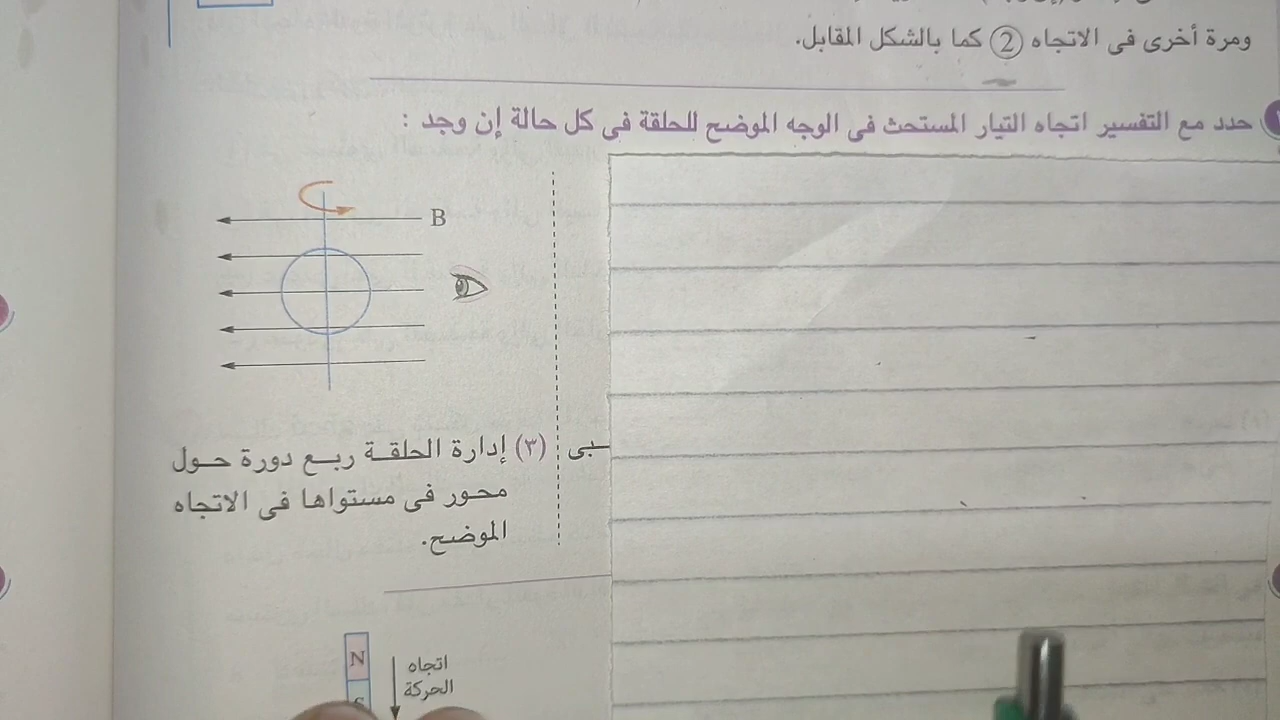 ومرة أخرى فى الاتجاه ② كما بالشكل المقابل.
حدد مع التفسير اتجاه التيار المستحث فى الوجه الموضح للحلقة فى كل حالة إن وجد :
B
(٣) إدارة الحلقة ربع دورة حول
محور فى مستواها فى الاتجاه
الموضح.
N
اتجاه
الحركة